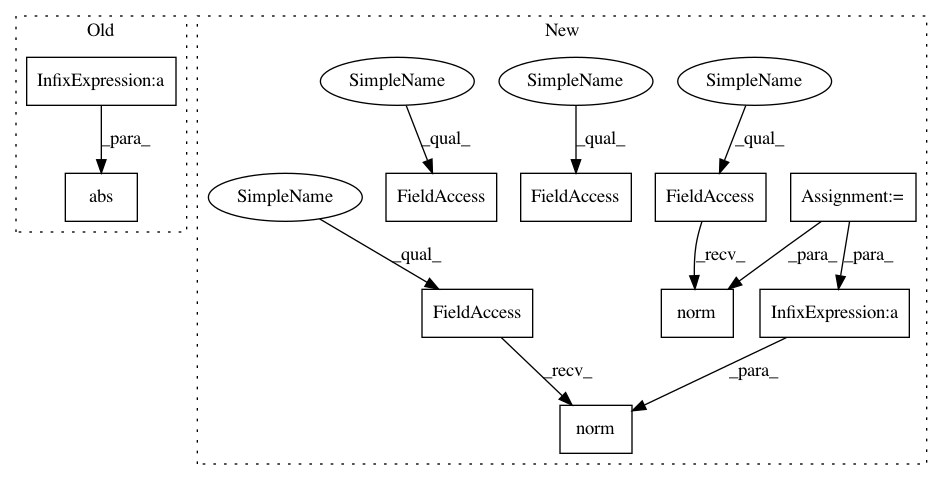 Old
New
InfixExpression:a
SimpleName
SimpleName
SimpleName
_para_
_qual_
_qual_
_qual_
abs
SimpleName
FieldAccess
FieldAccess
FieldAccess
Assignment:=
_qual_
_recv_
_para_
_para_
FieldAccess
norm
InfixExpression:a
_recv_
_para_
norm